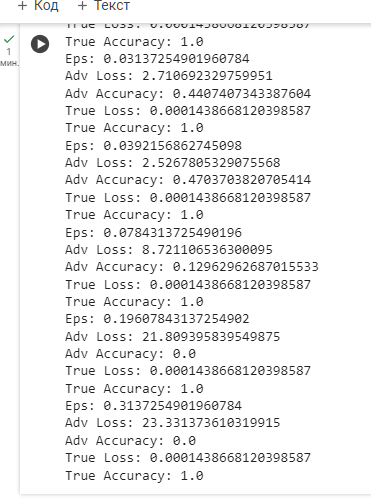 + Код + Текст
True Loss: 0.0001438668120398587
1
мин.
True Accuracy: 1.0
Eps: 0.03137254901960784
Adv Loss: 2.710692329759951
Adv Accuracy: 0.4407407343387604
True Loss: 0.0001438668120398587
True Accuracy: 1.0
Eps: 0.0392156862745098
Adv Loss: 2.5267805329075568
Adv Accuracy: 0.4703703820705414
True Loss: 0.0001438668120398587
True Accuracy: 1.0
Eps: 0.0784313725490196
Adv Loss: 8.721106536300095
Adv Accuracy: 0.12962962687015533
True Loss: 0.0001438668120398587
True Accuracy: 1.0
Eps: 0.19607843137254902
Adv Loss: 21.809395839549875
Adv Accuracy: 0.0
True Loss: 0.0001438668120398587
True Accuracy: 1.0
Eps: 0.3137254901960784
Adv Loss: 23.331373610319915
Adv Accuracy: 0.0
True Loss: 0.0001438668120398587
True Accuracy: 1.0